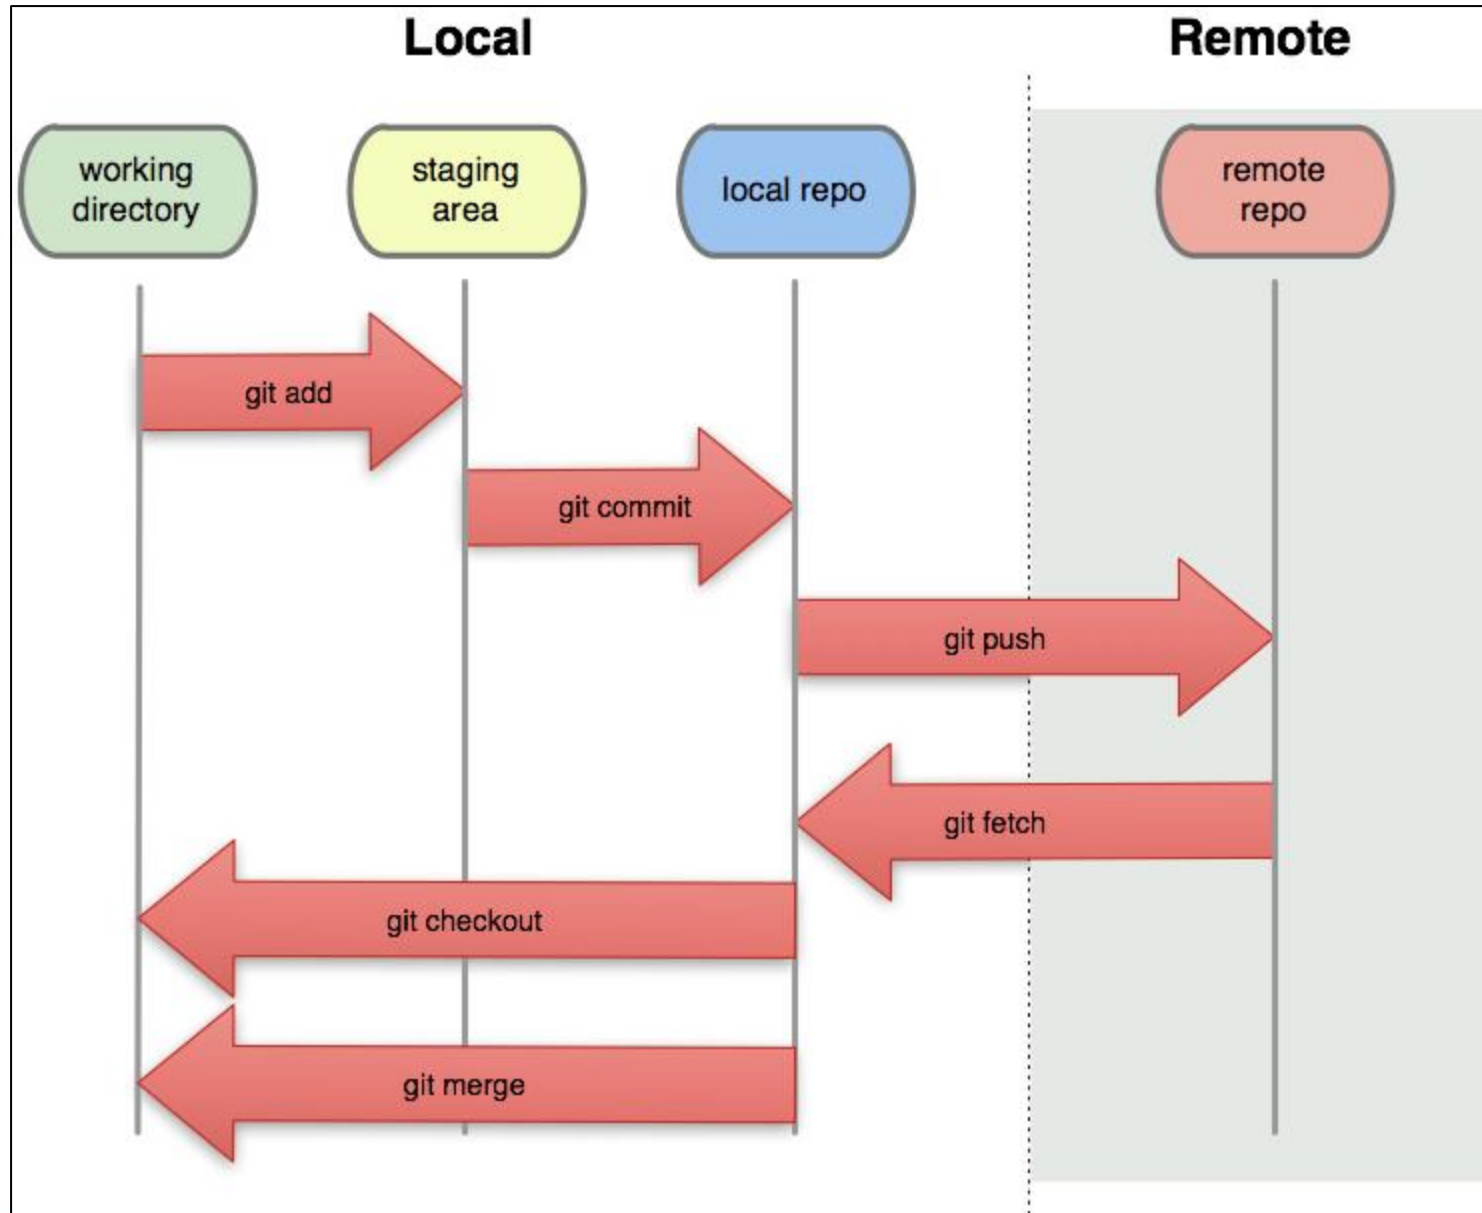 Local
Remote
working
directory
staging
area
local repo
remote
repo
git add
git commit
git push
git fetch
git checkout
git merge